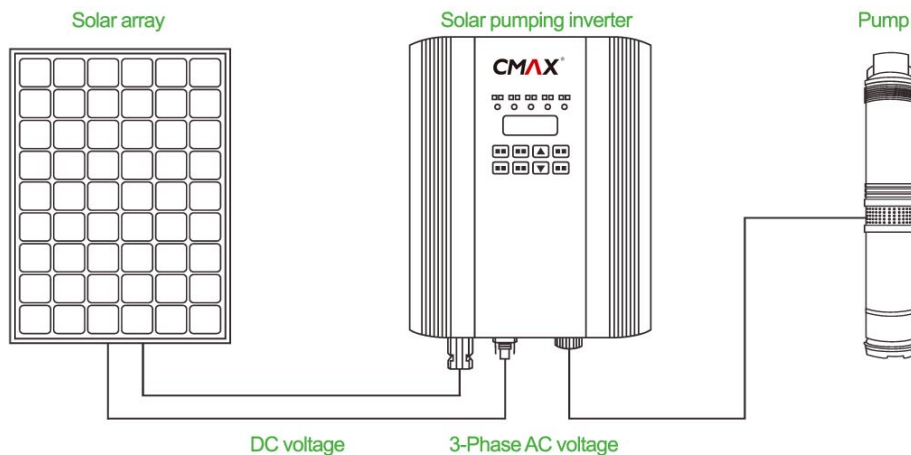 Solar array
Solar pumping inverter
Pump
CMAX®
DC voltage
3-Phase AC voltage